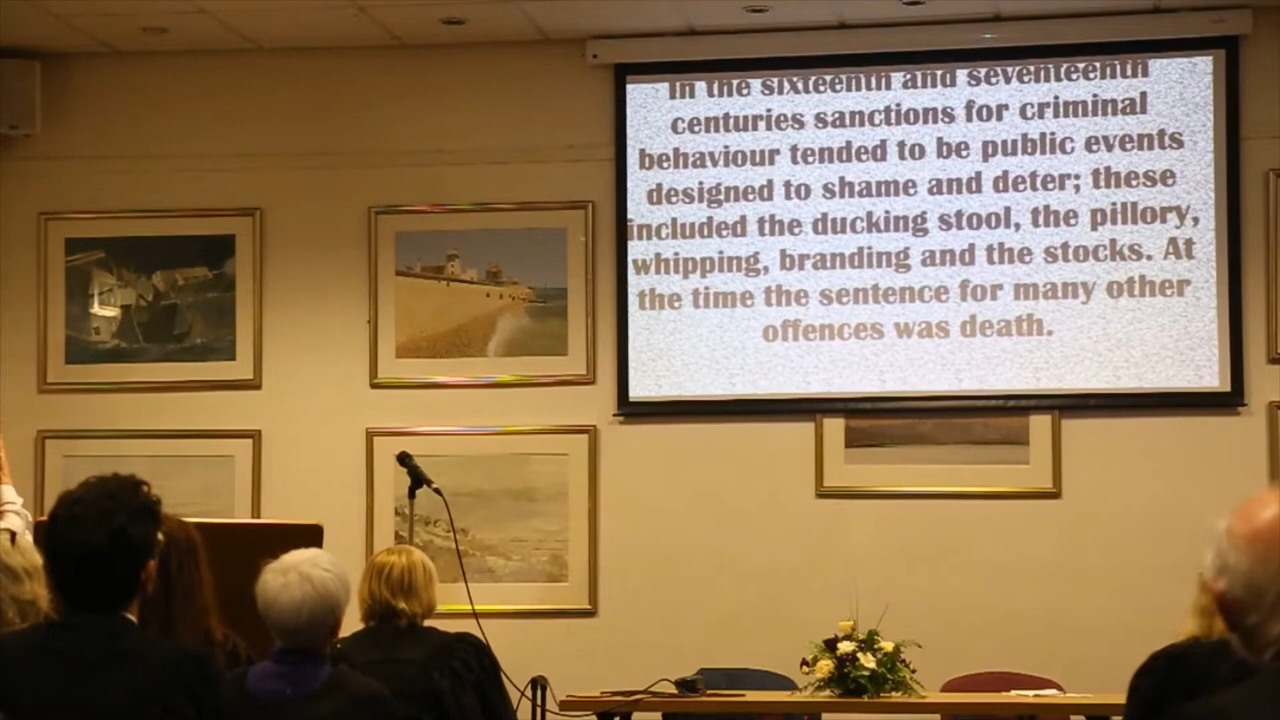 In the sixteenth and seventeenth
centuries sanctions for criminal
behaviour tended to be public events
designed to shame and deter; these
included the ducking stool, the pillory,
whipping, branding and the stocks. At
the time the sentence for many other
offences was death.